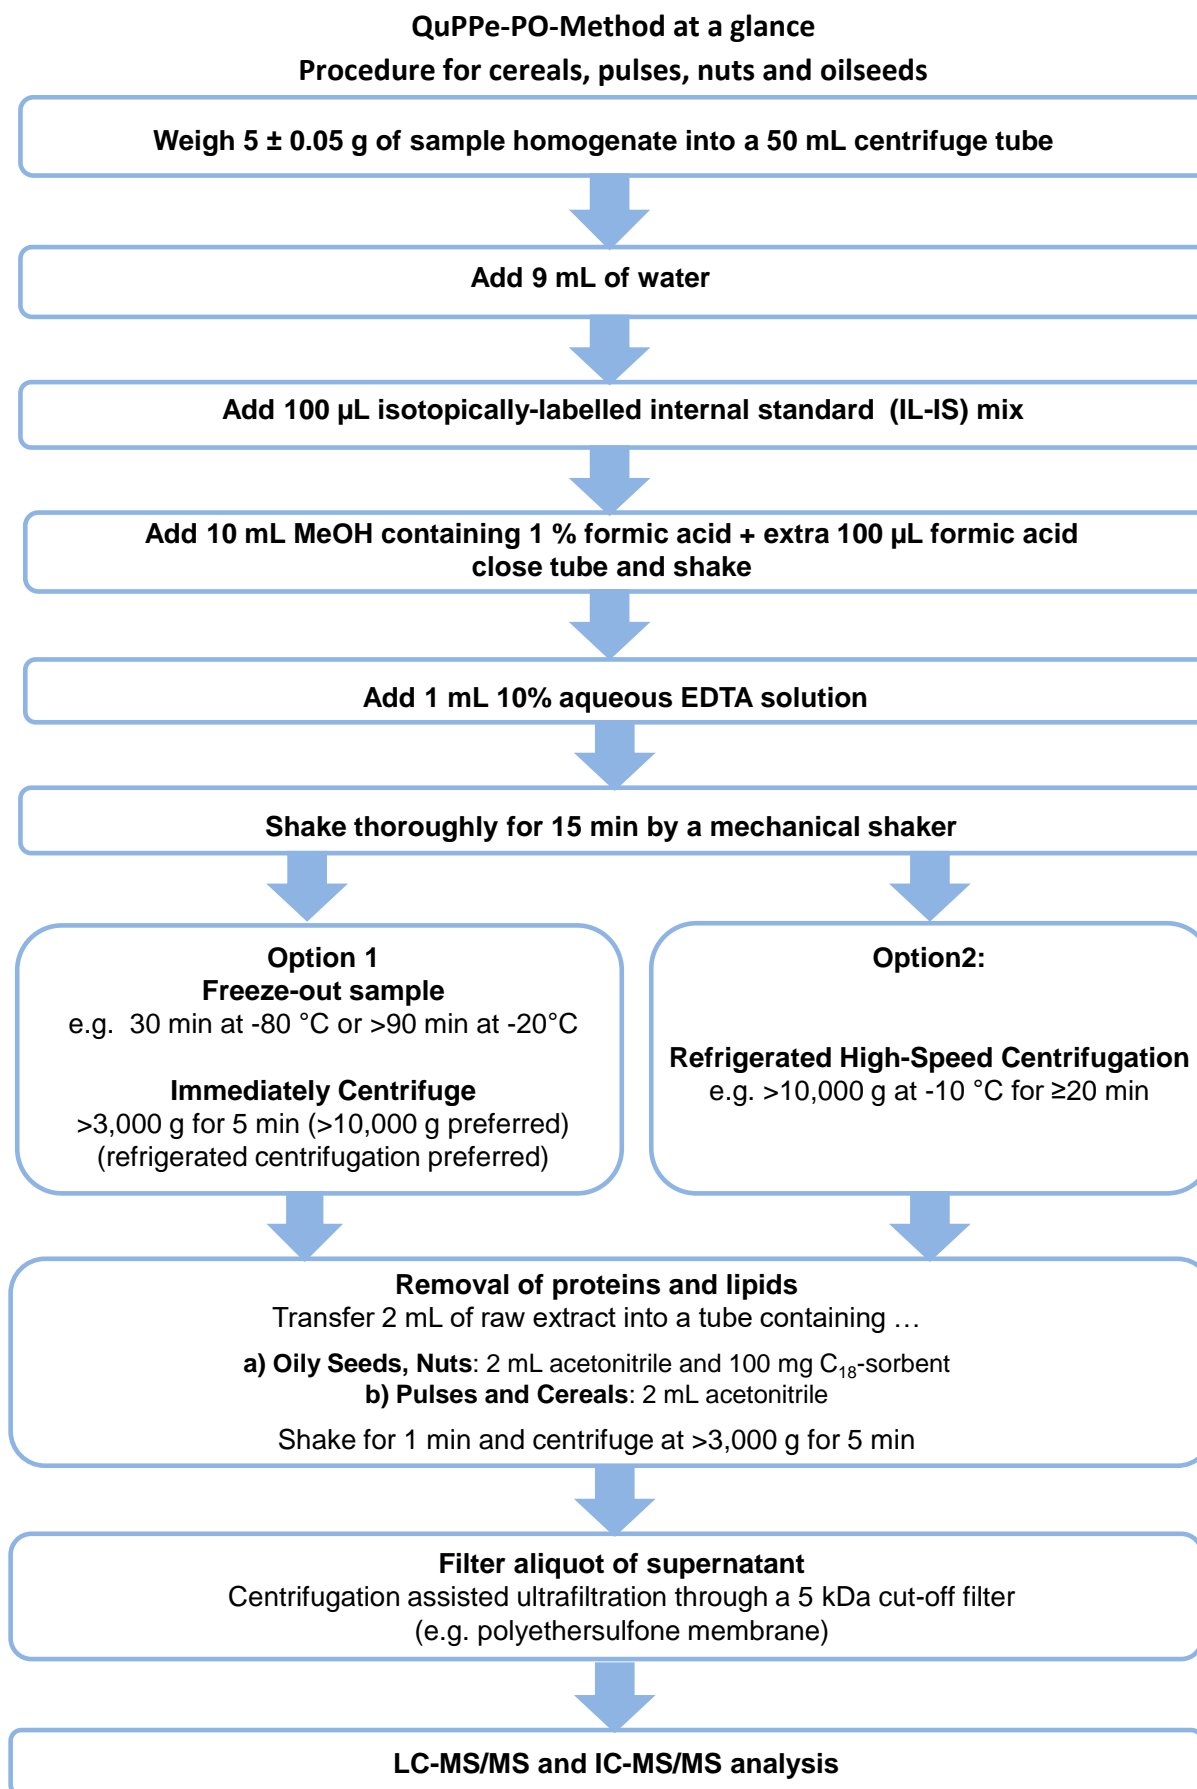 QuPPe-PO-Method at a glance
Procedure for cereals, pulses, nuts and oilseeds
Weigh 5 ± 0.05 g of sample homogenate into a 50 mL centrifuge tube
Add 9 mL of water
Add 100 µL isotopically-labelled internal standard  (IL-IS) mix
Add 10 mL MeOH containing 1 % formic acid + extra 100 µL formic acid
close tube and shake
Add 1 mL 10% aqueous EDTA solution
Shake thoroughly for 15 min by a mechanical shaker
Option 1
Freeze-out sample
e.g.  30 min at -80 °C or >90 min at -20°C
Immediately Centrifuge
>3,000 g for 5 min (>10,000 g preferred)
(refrigerated centrifugation preferred)
Option2:
Refrigerated High-Speed Centrifugation
e.g. >10,000 g at -10 °C for ≥20 min
Removal of proteins and lipids
Transfer 2 mL of raw extract into a tube containing …
a) Oily Seeds, Nuts: 2 mL acetonitrile and 100 mg C₁₈-sorbent
b) Pulses and Cereals: 2 mL acetonitrile
Shake for 1 min and centrifuge at >3,000 g for 5 min
Filter aliquot of supernatant
Centrifugation assisted ultrafiltration through a 5 kDa cut-off filter
(e.g. polyethersulfone membrane)
LC-MS/MS and IC-MS/MS analysis